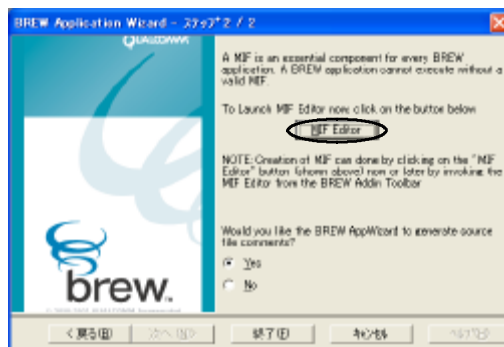 BREW Application Wizard - ステップ 2 / 2
QUALCOMM
A MIF is an essential component for every BREW
application. A BREW application cannot execute without a
valid MIF.
To Launch MIF Editor now, click on the button below
MIF Editor
NOTE: Creation of MIF can done by clicking on the "MIF
Editor" button (shown above) now or later by invoking the
MIF Editor from the BREW Addin Toolbar
Would you like the BREW AppWizard to generate source
file comments?
Yes
No
brew.
< 戻る(B)
次へ(N) >
終了(F)
キャンセル
ヘルプ(H)